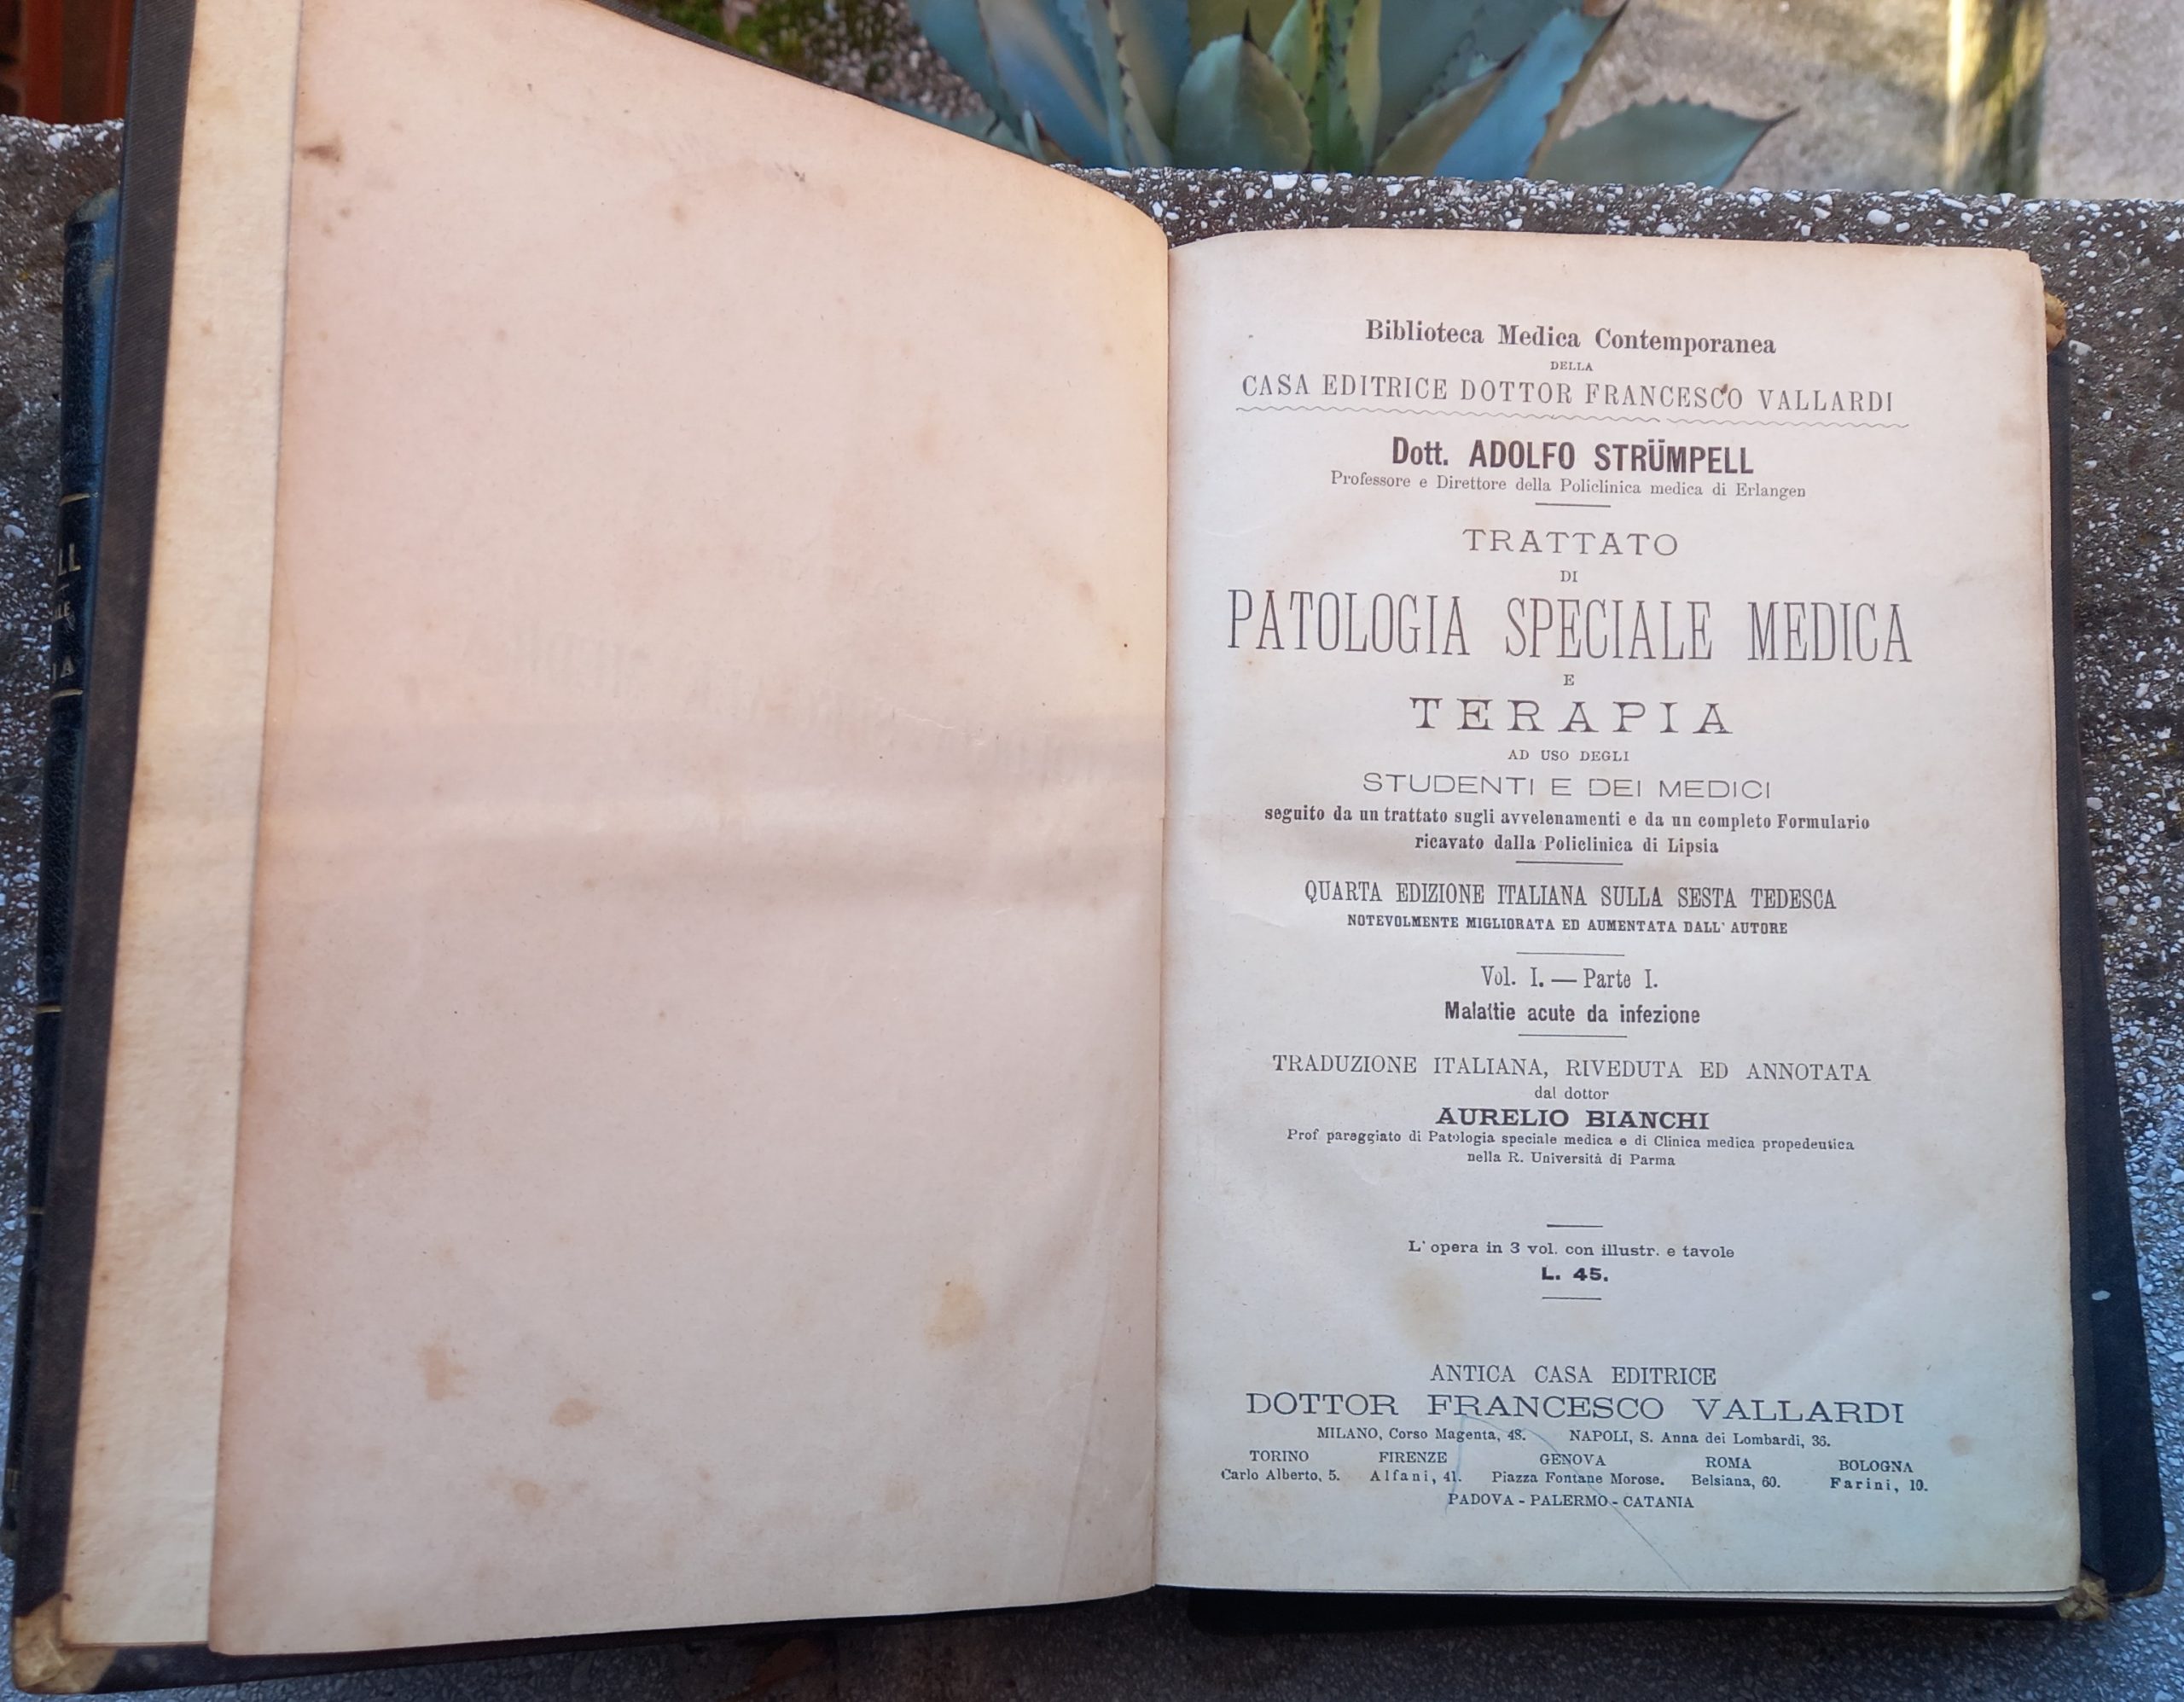 LL
IA
Biblioteca Medica Contemporanea
DELLA
CASA EDITRICE DOTTOR FRANCESCO VALLARDI
Dott. ADOLFO STRÜMPELL
Professore e Direttore della Policlinica medica di Erlangen
TRATTATO
DI
PATOLOGIA SPECIALE MEDICA
E
TERAPIA
AD USO DEGLI
STUDENTI E DEI MEDICI
seguito da un trattato sugli avvelenamenti e da un completo Formulario
ricavato dalla Policlinica di Lipsia
QUARTA EDIZIONE ITALIANA SULLA SESTA TEDESCA
NOTEVOLMENTE MIGLIORATA ED AUMENTATA DALL' AUTORE
Vol. I. — Parte I.
Malattie acute da infezione
TRADUZIONE ITALIANA, RIVEDUTA ED ANNOTATA
dal dottor
AURELIO BIANCHI
Prof pareggiato di Patologia speciale medica e di Clinica medica propedeutica
nella R. Università di Parma
L' opera in 3 vol. con illustr. e tavole
L. 45.
ANTICA CASA EDITRICE
DOTTOR FRANCESCO VALLARDI
MILANO, Corso Magenta, 48. NAPOLI, S. Anna dei Lombardi, 36.
TORINO FIRENZE GENOVA ROMA BOLOGNA
Carlo Alberto, 5. Alfani, 41. Piazza Fontane Morose. Belsiana, 60. Farini, 10.
PADOVA - PALERMO - CATANIA